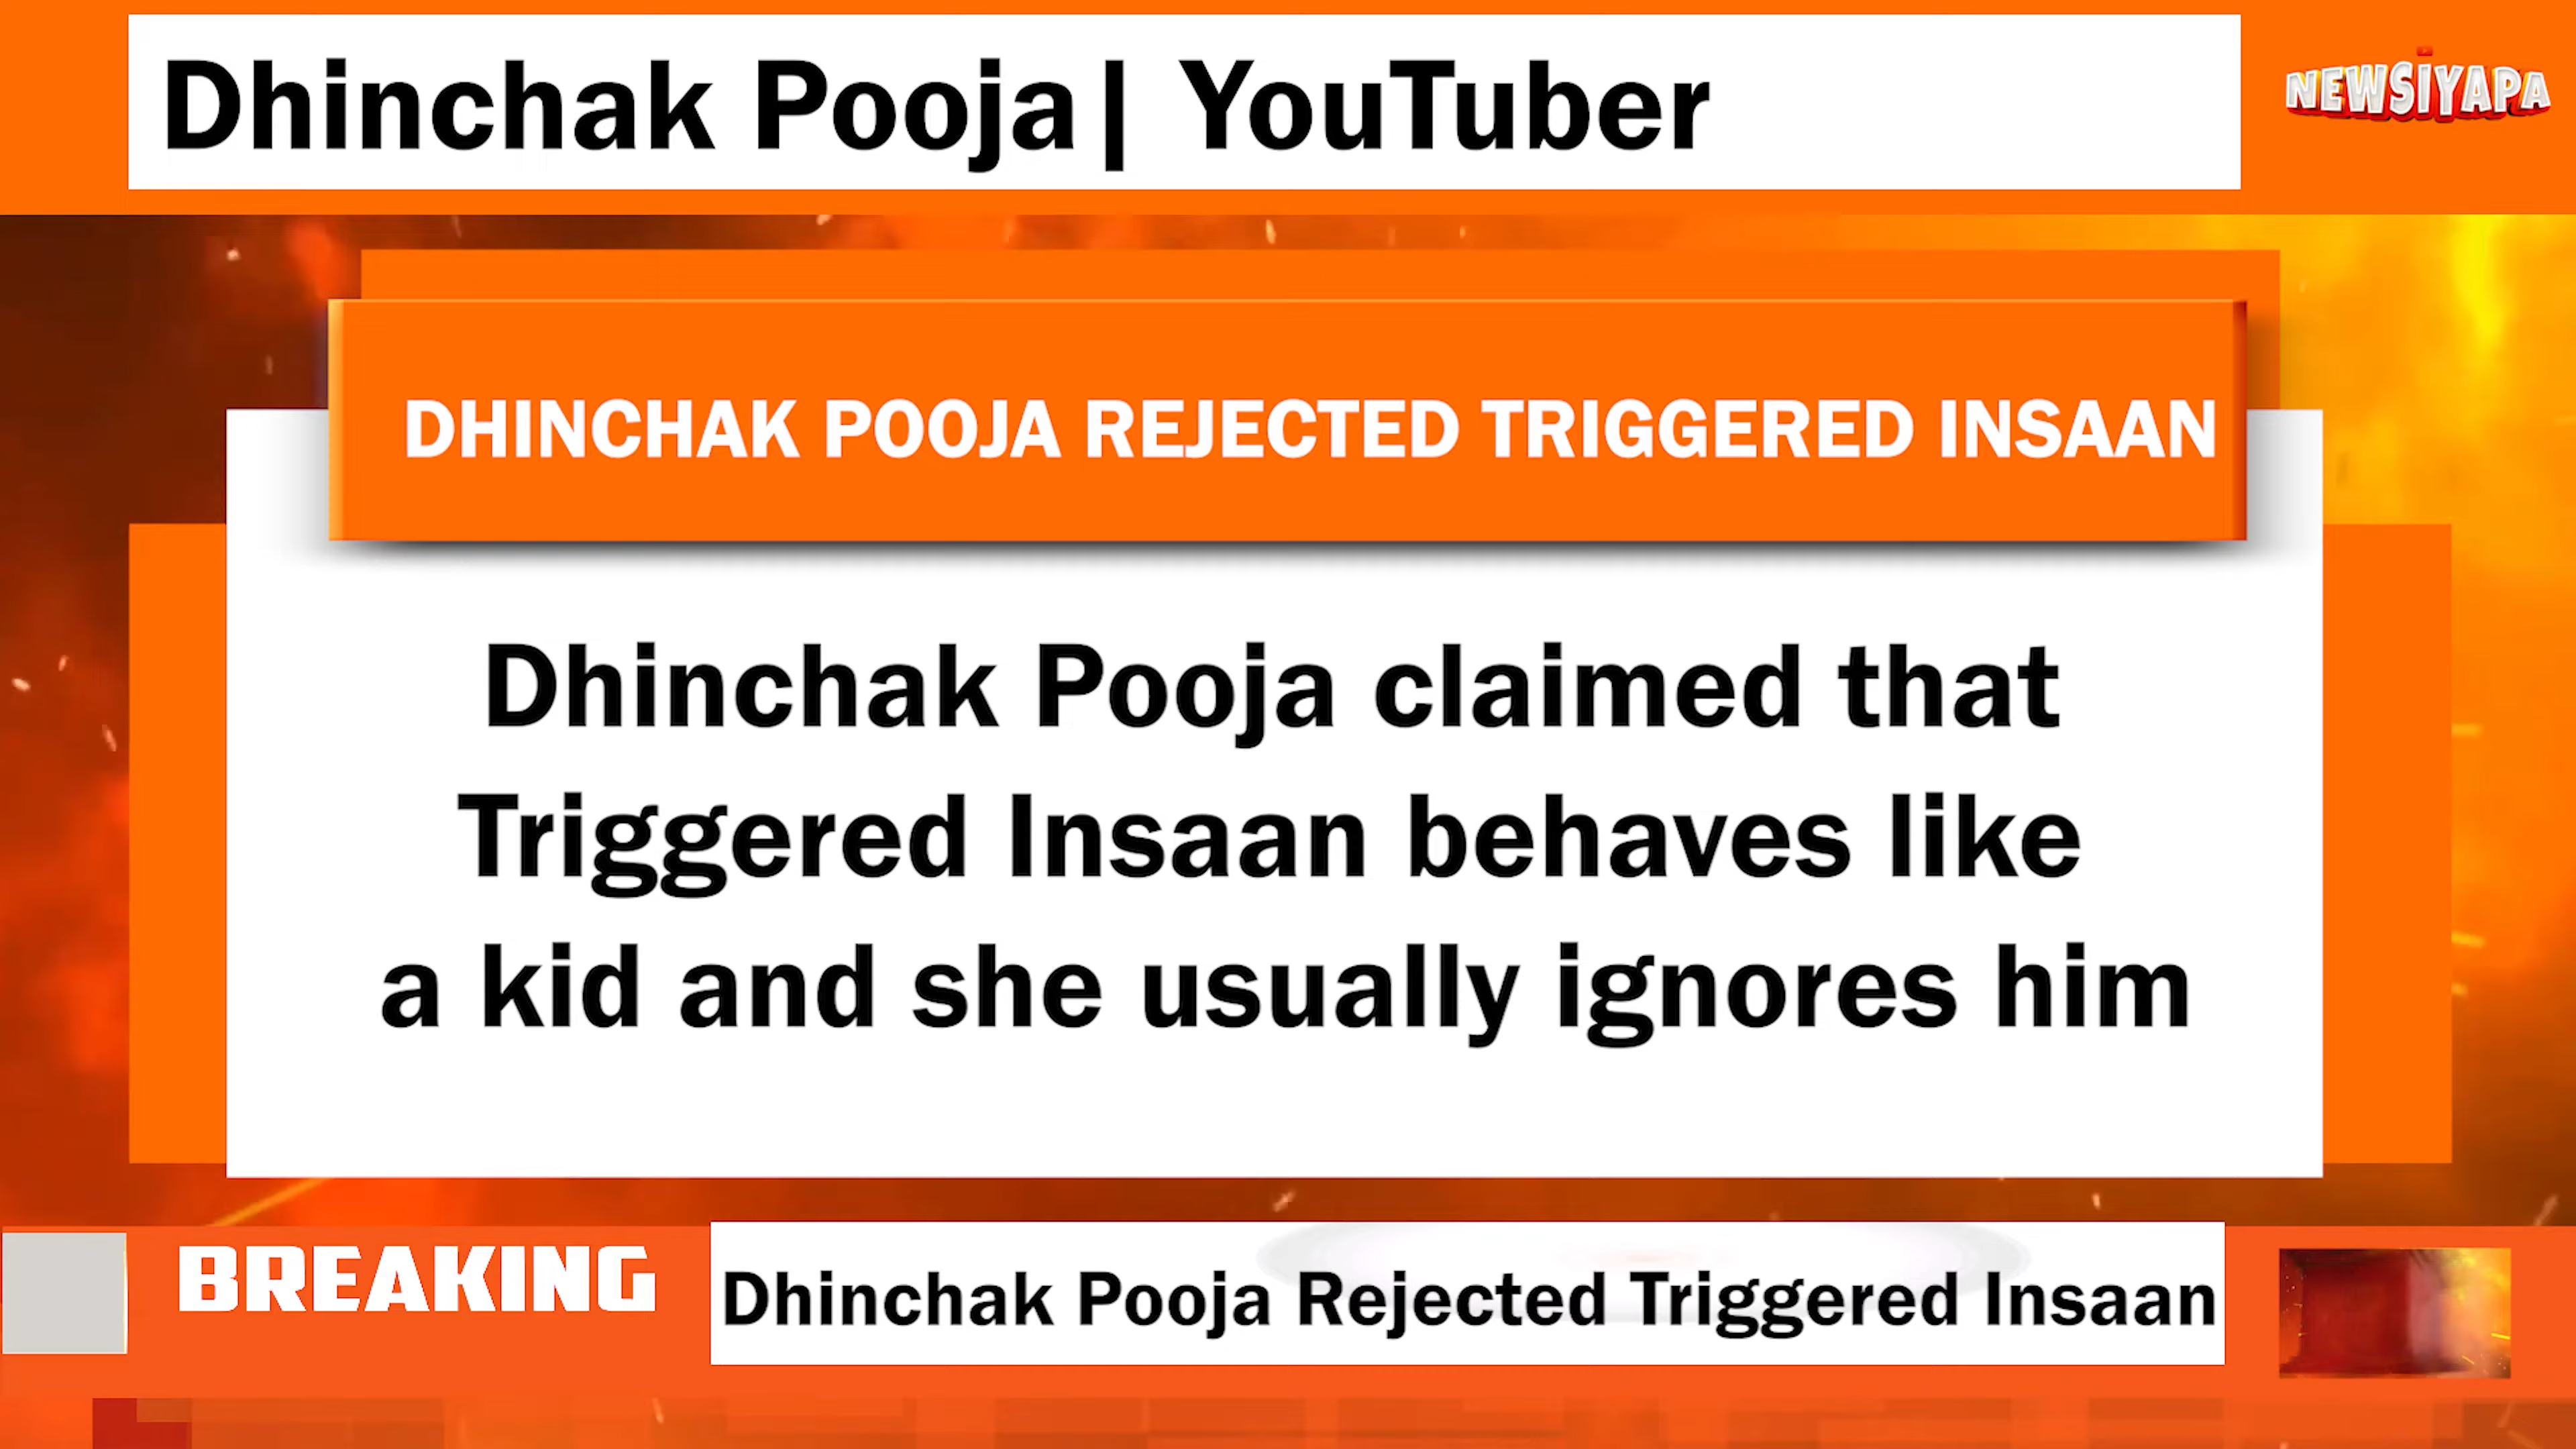 Dhinchak Pooja| YouTuber
NEWSiYAPA
DHINCHAK POOJA REJECTED TRIGGERED INSAAN
Dhinchak Pooja claimed that
Triggered Insaan behaves like
a kid and she usually ignores him
BREAKING
Dhinchak Pooja Rejected Triggered Insaan